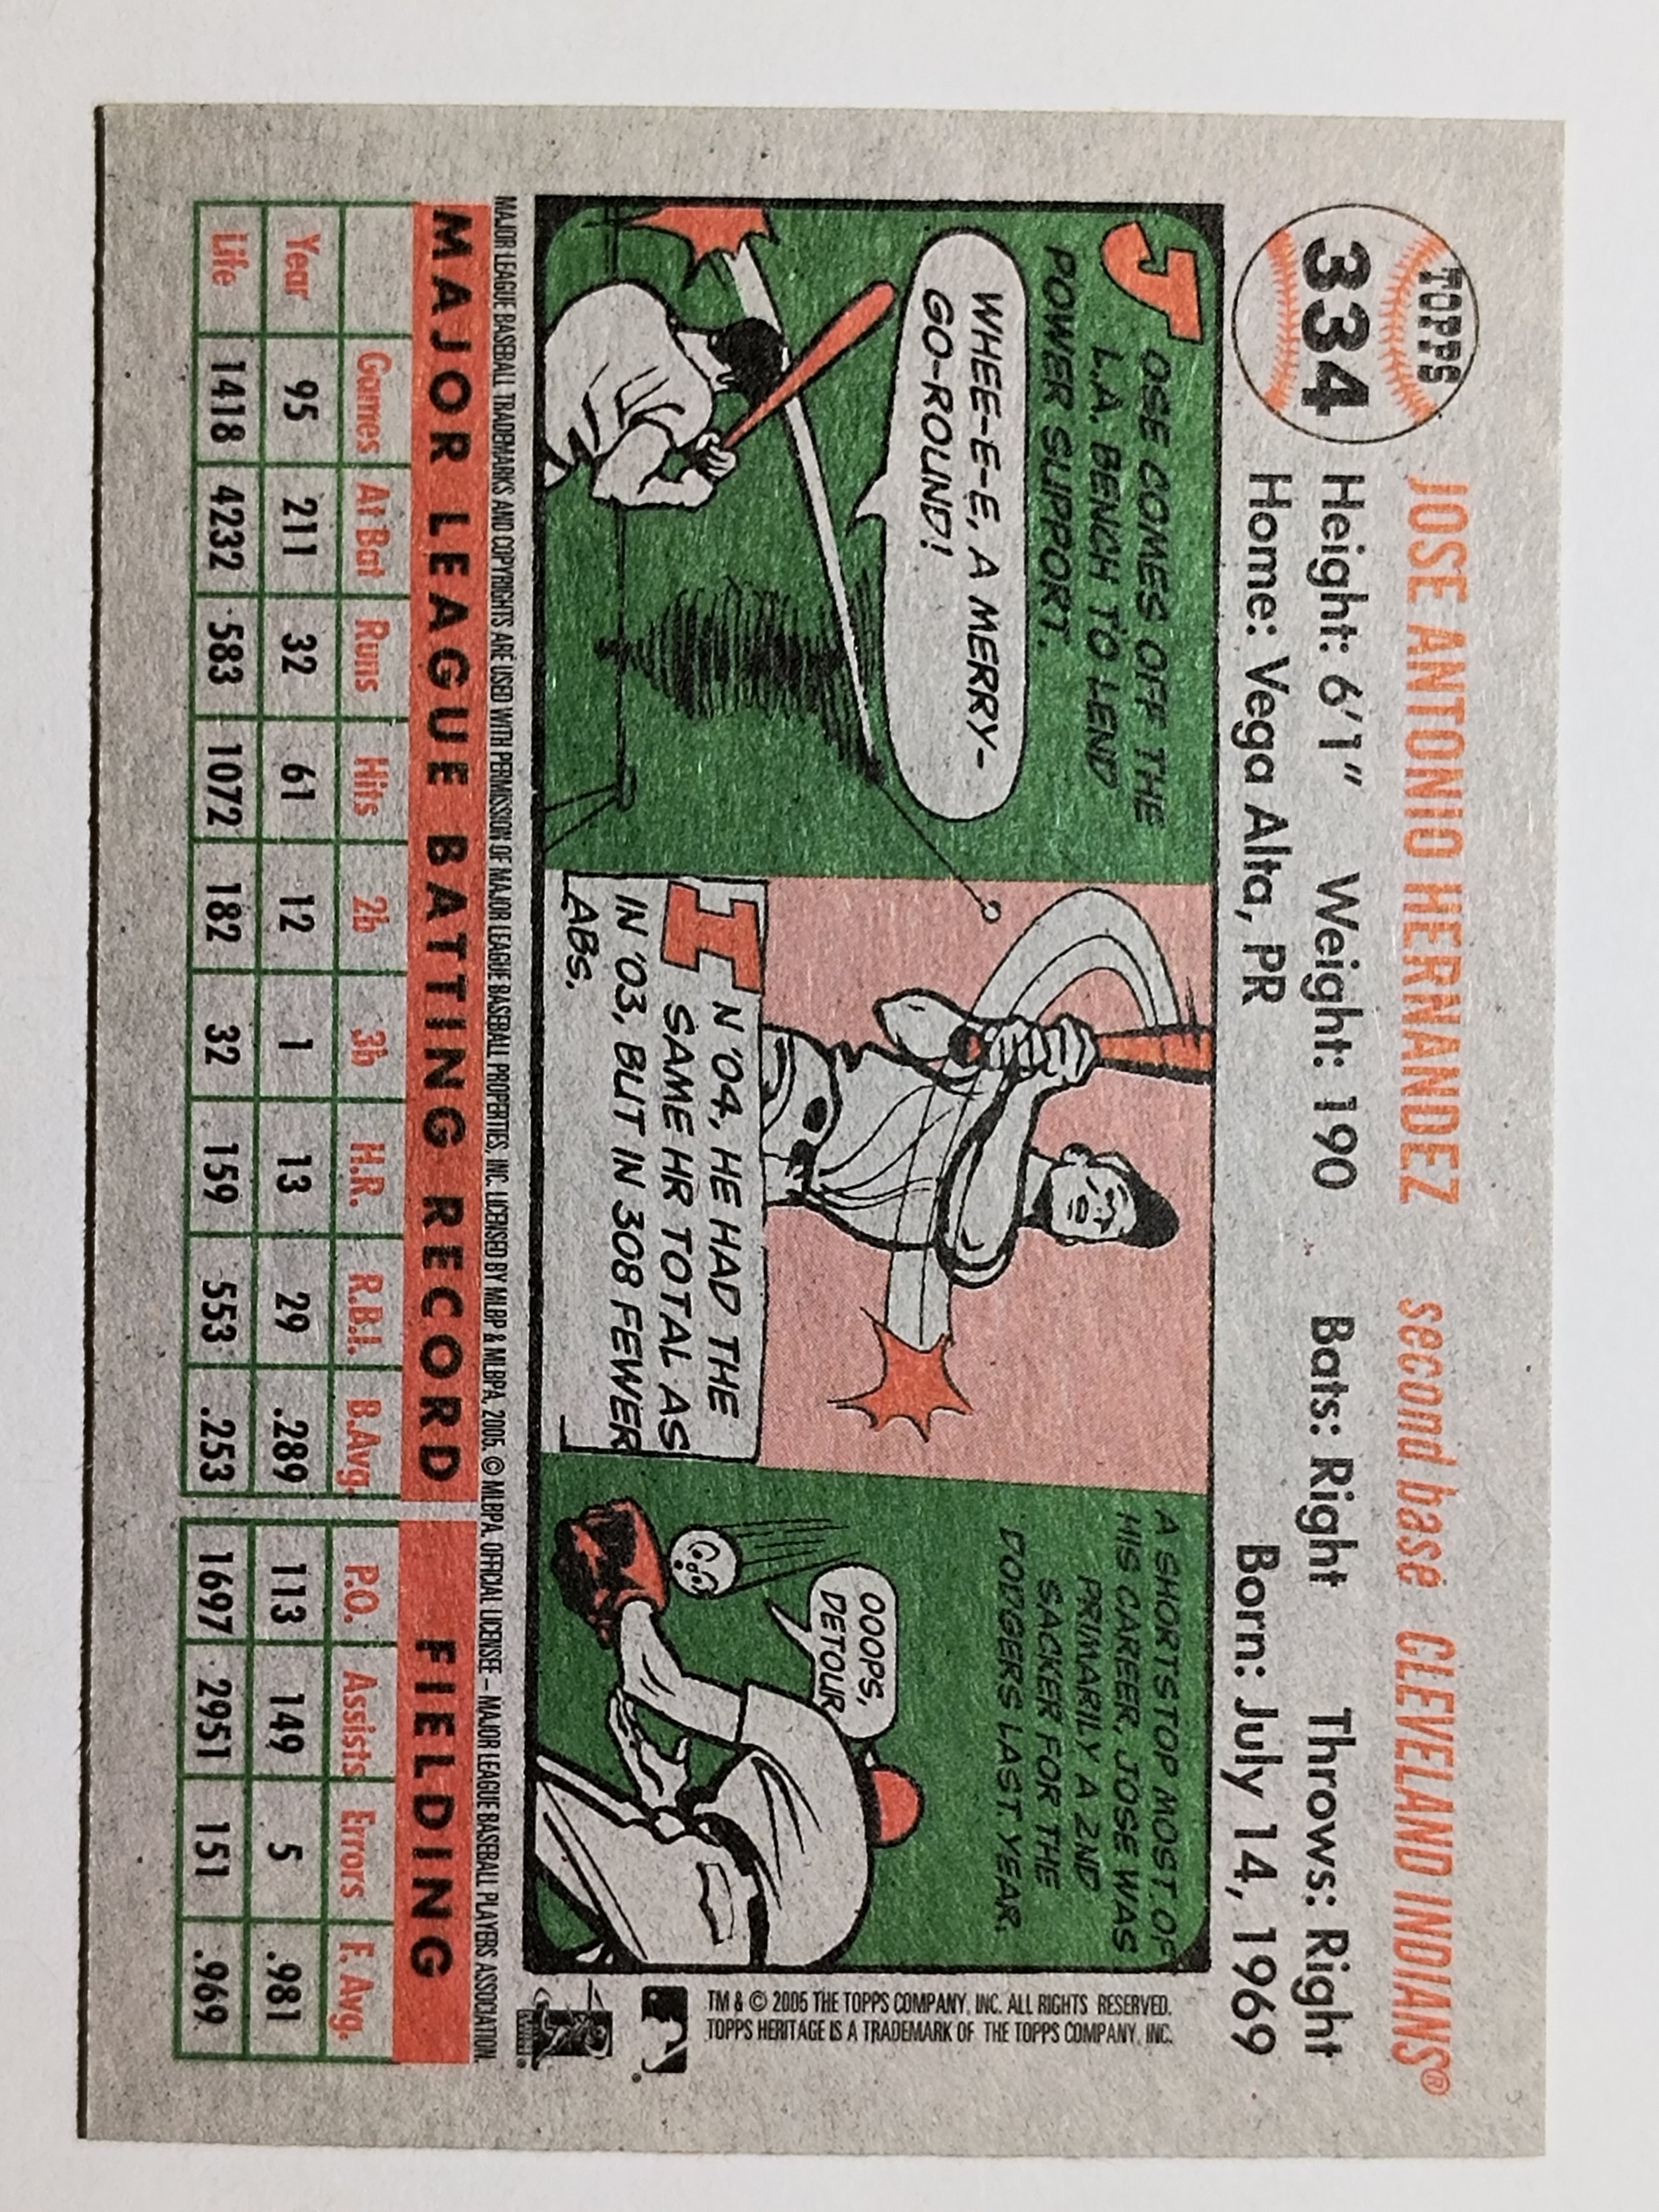 TOPPS
334
JOSE ANTONIO HERNANDEZ second base CLEVELAND INDIANS®
Height: 6'1" Weight: 190 Bats: Right Throws: Right
Home: Vega Alta, PR Born: July 14, 1969
JOSE COMES OFF THE
L.A. BENCH TO LEND
POWER SUPPORT.
WHEE-E-E, A MERRY-
GO-ROUND!
IN '04, HE HAD THE
SAME HR TOTAL AS
IN '03, BUT IN 308 FEWER
ABs.
A SHORTSTOP MOST OF
HIS CAREER, JOSE WAS
PRIMARILY A 2ND
SACKER FOR THE
DODGERS LAST YEAR.
OOOPS,
DETOUR
TM & © 2005 THE TOPPS COMPANY, INC. ALL RIGHTS RESERVED.
TOPPS HERITAGE IS A TRADEMARK OF THE TOPPS COMPANY, INC.
MAJOR LEAGUE BASEBALL TRADEMARKS AND COPYRIGHTS ARE USED WITH PERMISSION OF MAJOR LEAGUE BASEBALL PROPERTIES, INC. LICENSED BY MLBP & MLBPA, 2005. © MLBPA. OFFICIAL LICENSEE – MAJOR LEAGUE BASEBALL PLAYERS ASSOCIATION.
MAJOR LEAGUE BATTING RECORD FIELDING
Games At Bat Runs Hits 2b 3b H.R. R.B.I. B.Avg. P.O. Assists Errors F. Avg.
Year 95 211 32 61 12 1 13 29 .289 113 149 5 .981
Life 1418 4232 583 1072 182 32 159 553 .253 1697 2951 151 .969